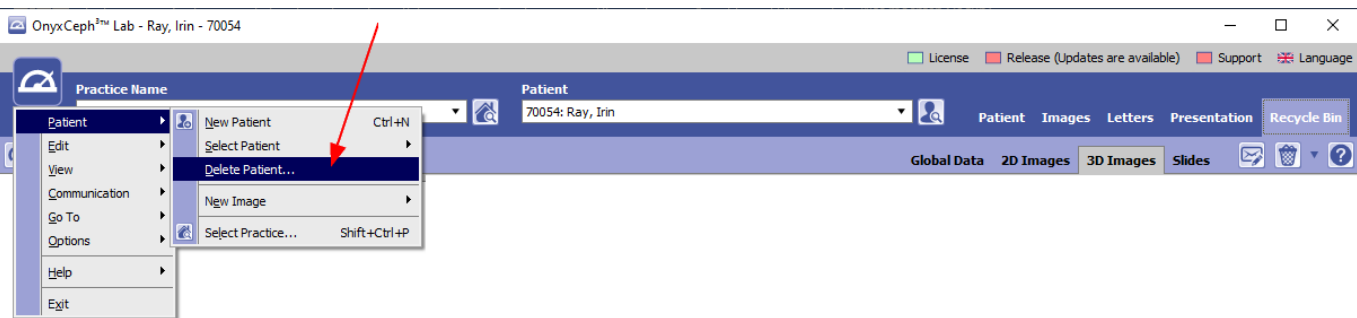 OnyxCeph³™ Lab - Ray, Irin - 70054
License Release (Updates are available) Support Language
Practice Name Patient
70054: Ray, Irin
Patient Images Letters Presentation Recycle Bin
Global Data 2D Images 3D Images Slides
Patient
Edit
View
Communication
Go To
Options
Help
Exit
New Patient Ctrl+N
Select Patient
Delete Patient...
New Image
Select Practice... Shift+Ctrl+P